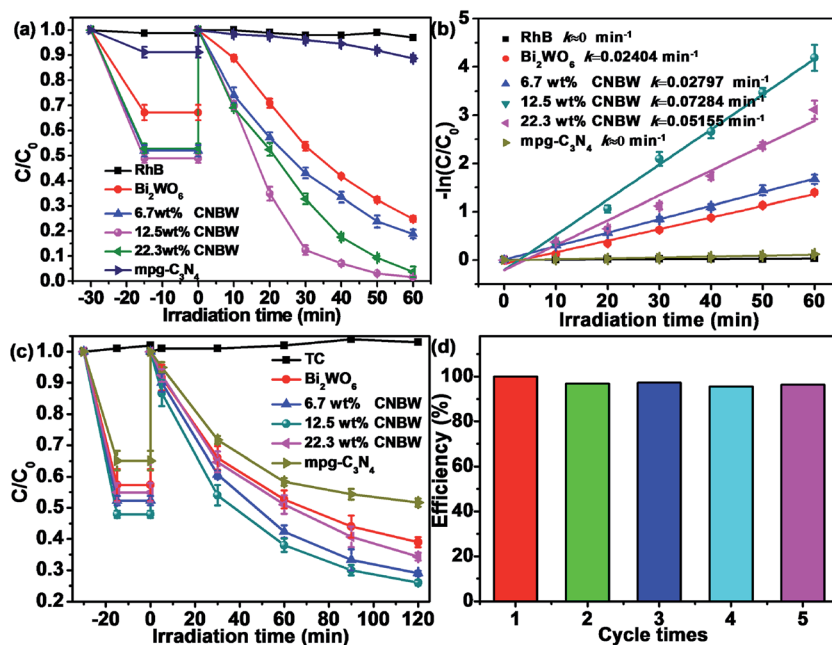 (a)
1.0
0.9
0.8
0.7
0.6
0.5
0.4
0.3
0.2
0.1
0.0
C/C₀
RhB
Bi₂WO₆
6.7wt% CNBW
12.5wt% CNBW
22.3wt% CNBW
mpg-C₃N₄
-30 -20 -10 0 10 20 30 40 50 60
Irradiation time (min)
(b)
5
4
3
2
1
0
-1
-ln(C/C₀)
RhB k≈0 min⁻¹
Bi₂WO₆ k=0.02404 min⁻¹
6.7 wt% CNBW k=0.02797 min⁻¹
12.5 wt% CNBW k=0.07284 min⁻¹
22.3 wt% CNBW k=0.05155 min⁻¹
mpg-C₃N₄ k≈0 min⁻¹
0 10 20 30 40 50 60
Irradiation time (min)
(c)
1.0
0.9
0.8
0.7
0.6
0.5
0.4
0.3
0.2
C/C₀
TC
Bi₂WO₆
6.7 wt% CNBW
12.5 wt% CNBW
22.3 wt% CNBW
mpg-C₃N₄
-20 0 20 40 60 80 100 120
Irradiation time (min)
(d)
120
100
80
60
40
20
0
Efficiency (%)
1 2 3 4 5
Cycle times